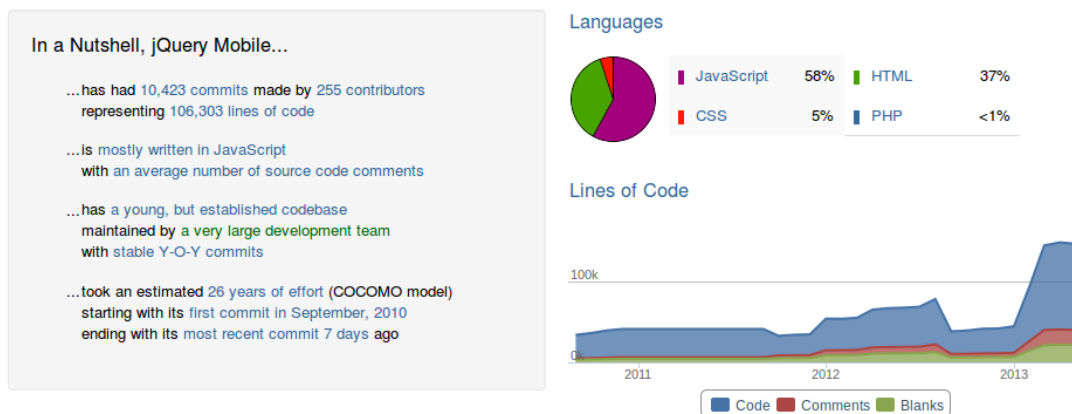 In a Nutshell, jQuery Mobile...
...has had 10,423 commits made by 255 contributors
representing 106,303 lines of code
...is mostly written in JavaScript
with an average number of source code comments
...has a young, but established codebase
maintained by a very large development team
with stable Y-O-Y commits
...took an estimated 26 years of effort (COCOMO model)
starting with its first commit in September, 2010
ending with its most recent commit 7 days ago
Languages
JavaScript 58% HTML 37%
CSS 5% PHP <1%
Lines of Code
100k
0k
2011 2012 2013
Code Comments Blanks